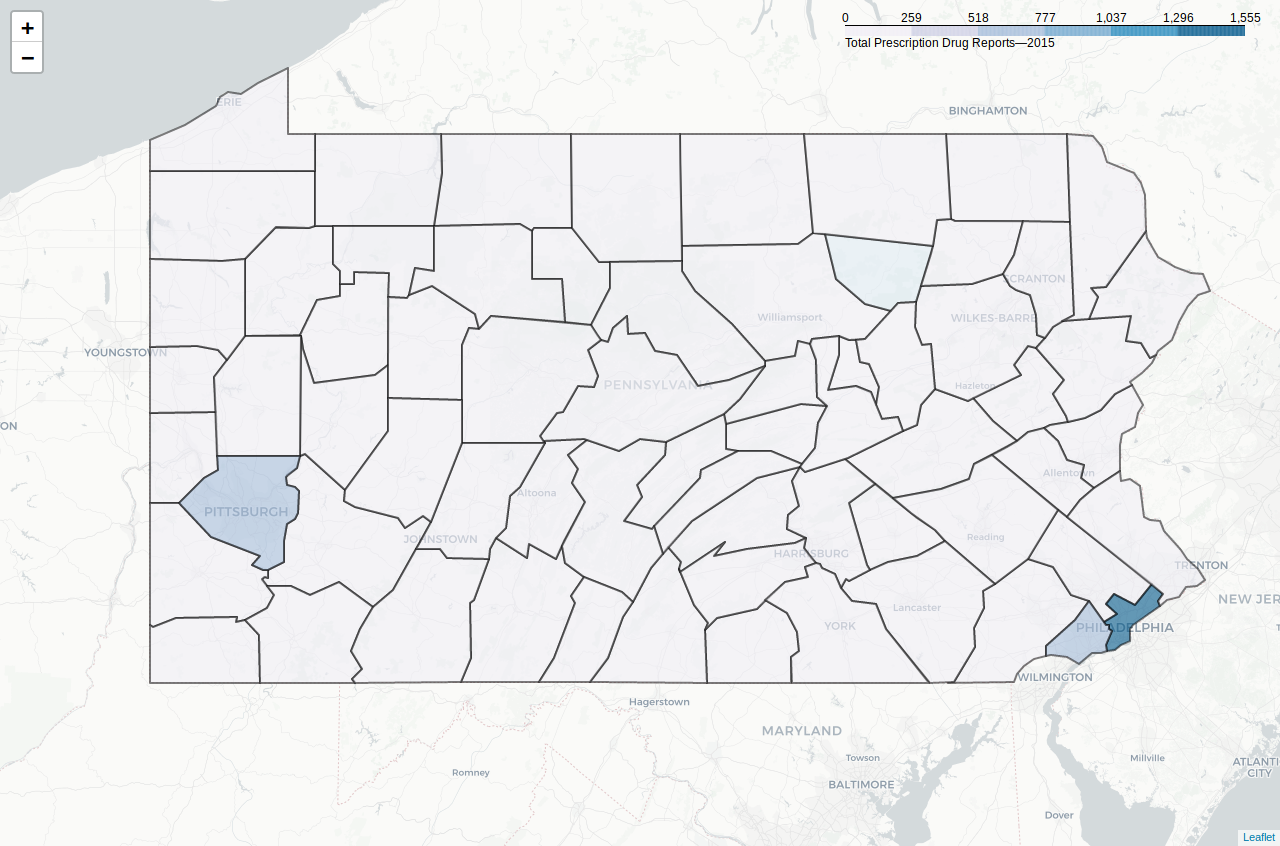 +
−
0 259 518 777 1,037 1,296 1,555
Total Prescription Drug Reports—2015
ERIE
BINGHAMTON
SCRANTON
Williamsport
WILKES-BARRE
YOUNGSTOWN
PENNSYLVANIA
Hazleton
ON
Allentown
Altoona
PITTSBURGH
JOHNSTOWN
Reading
HARRISBURG
TRENTON
NEW JER
Lancaster
YORK
PHILADELPHIA
T
WILMINGTON
Hagerstown
MARYLAND
Towson
Millville
ATLANTI
CITY
Romney
BALTIMORE
Dover
Leaflet